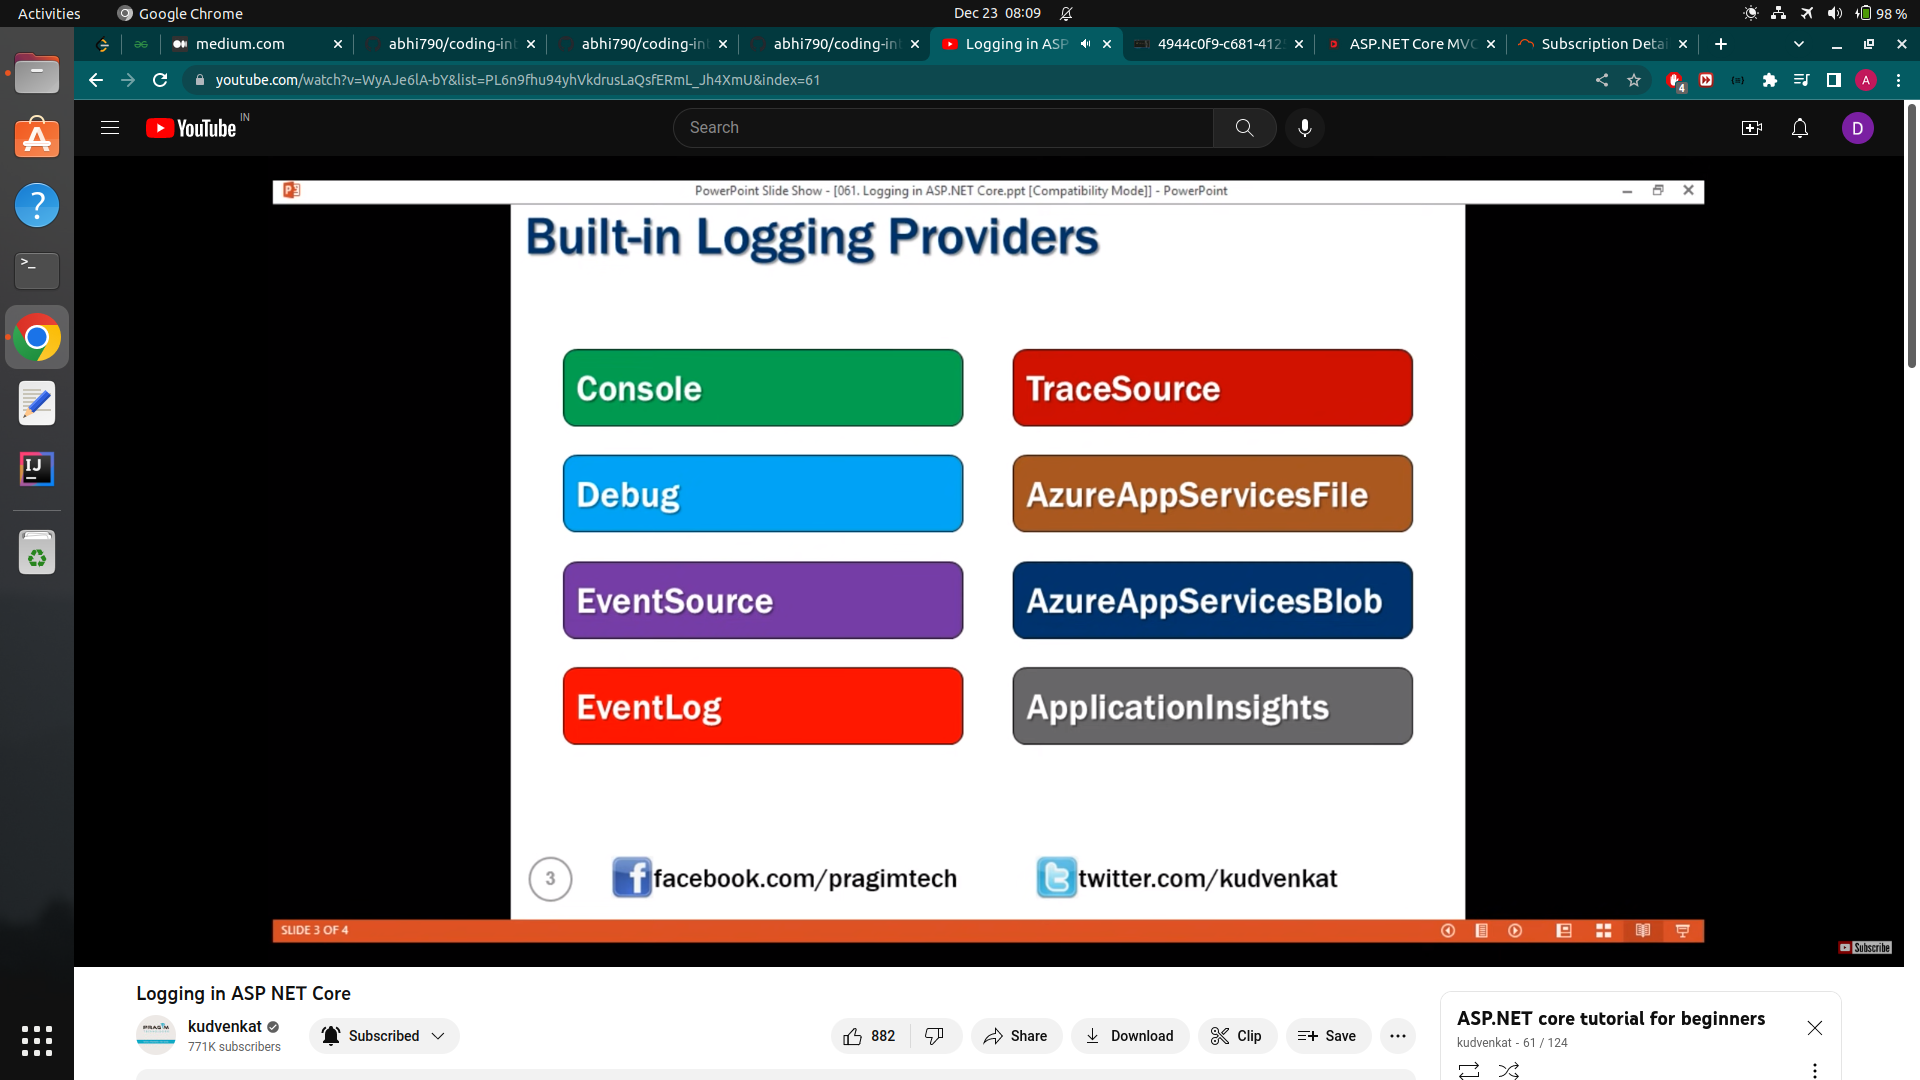 Activities
Google Chrome
Dec 23 08:09
98 %
medium.com
abhi790/coding-int
abhi790/coding-int
abhi790/coding-int
Logging in ASP
4944c0f9-c681-4125
ASP.NET Core MVC
Subscription Detai
youtube.com/watch?v=WyAJe6lA-bY&list=PL6n9fhu94yhVkdrusLaQsfERmL_Jh4XmU&index=61
4
A
YouTube IN
Search
D
PowerPoint Slide Show - [061. Logging in ASP.NET Core.ppt [Compatibility Mode]] - PowerPoint
Built-in Logging Providers
Console
TraceSource
Debug
AzureAppServicesFile
EventSource
AzureAppServicesBlob
EventLog
ApplicationInsights
3
facebook.com/pragimtech
twitter.com/kudvenkat
SLIDE 3 OF 4
Subscribe
Logging in ASP NET Core
kudvenkat
771K subscribers
Subscribed
882
Share
Download
Clip
Save
ASP.NET core tutorial for beginners
kudvenkat - 61 / 124